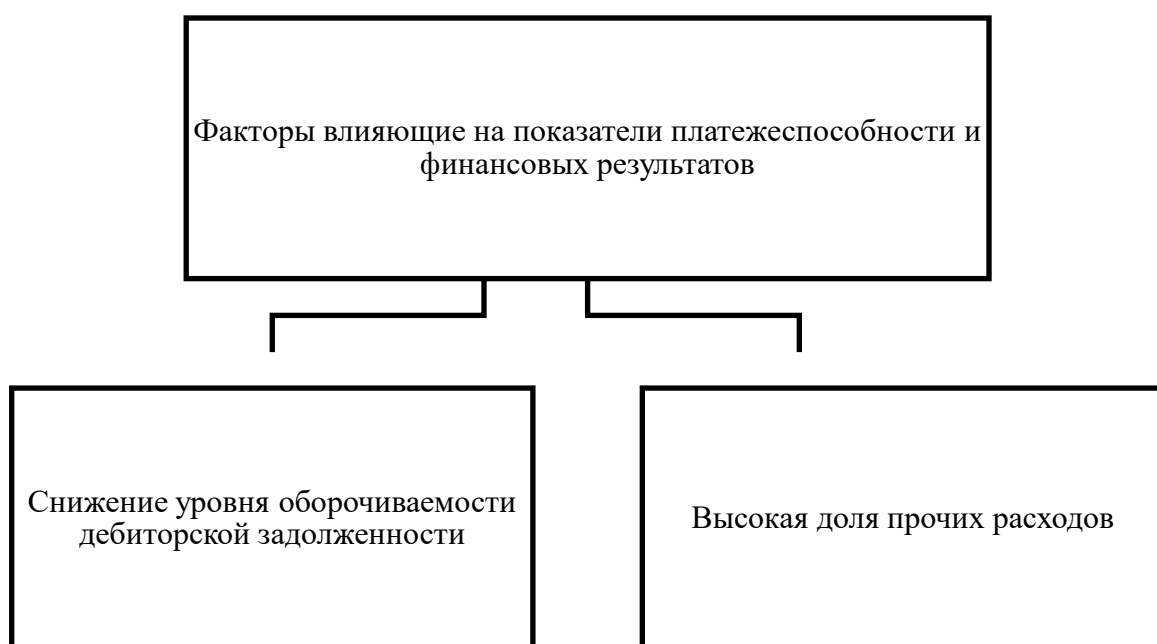 Факторы влияющие на показатели платежеспособности и
финансовых результатов
Снижение уровня оборочиваемости
дебиторской задолженности
Высокая доля прочих расходов